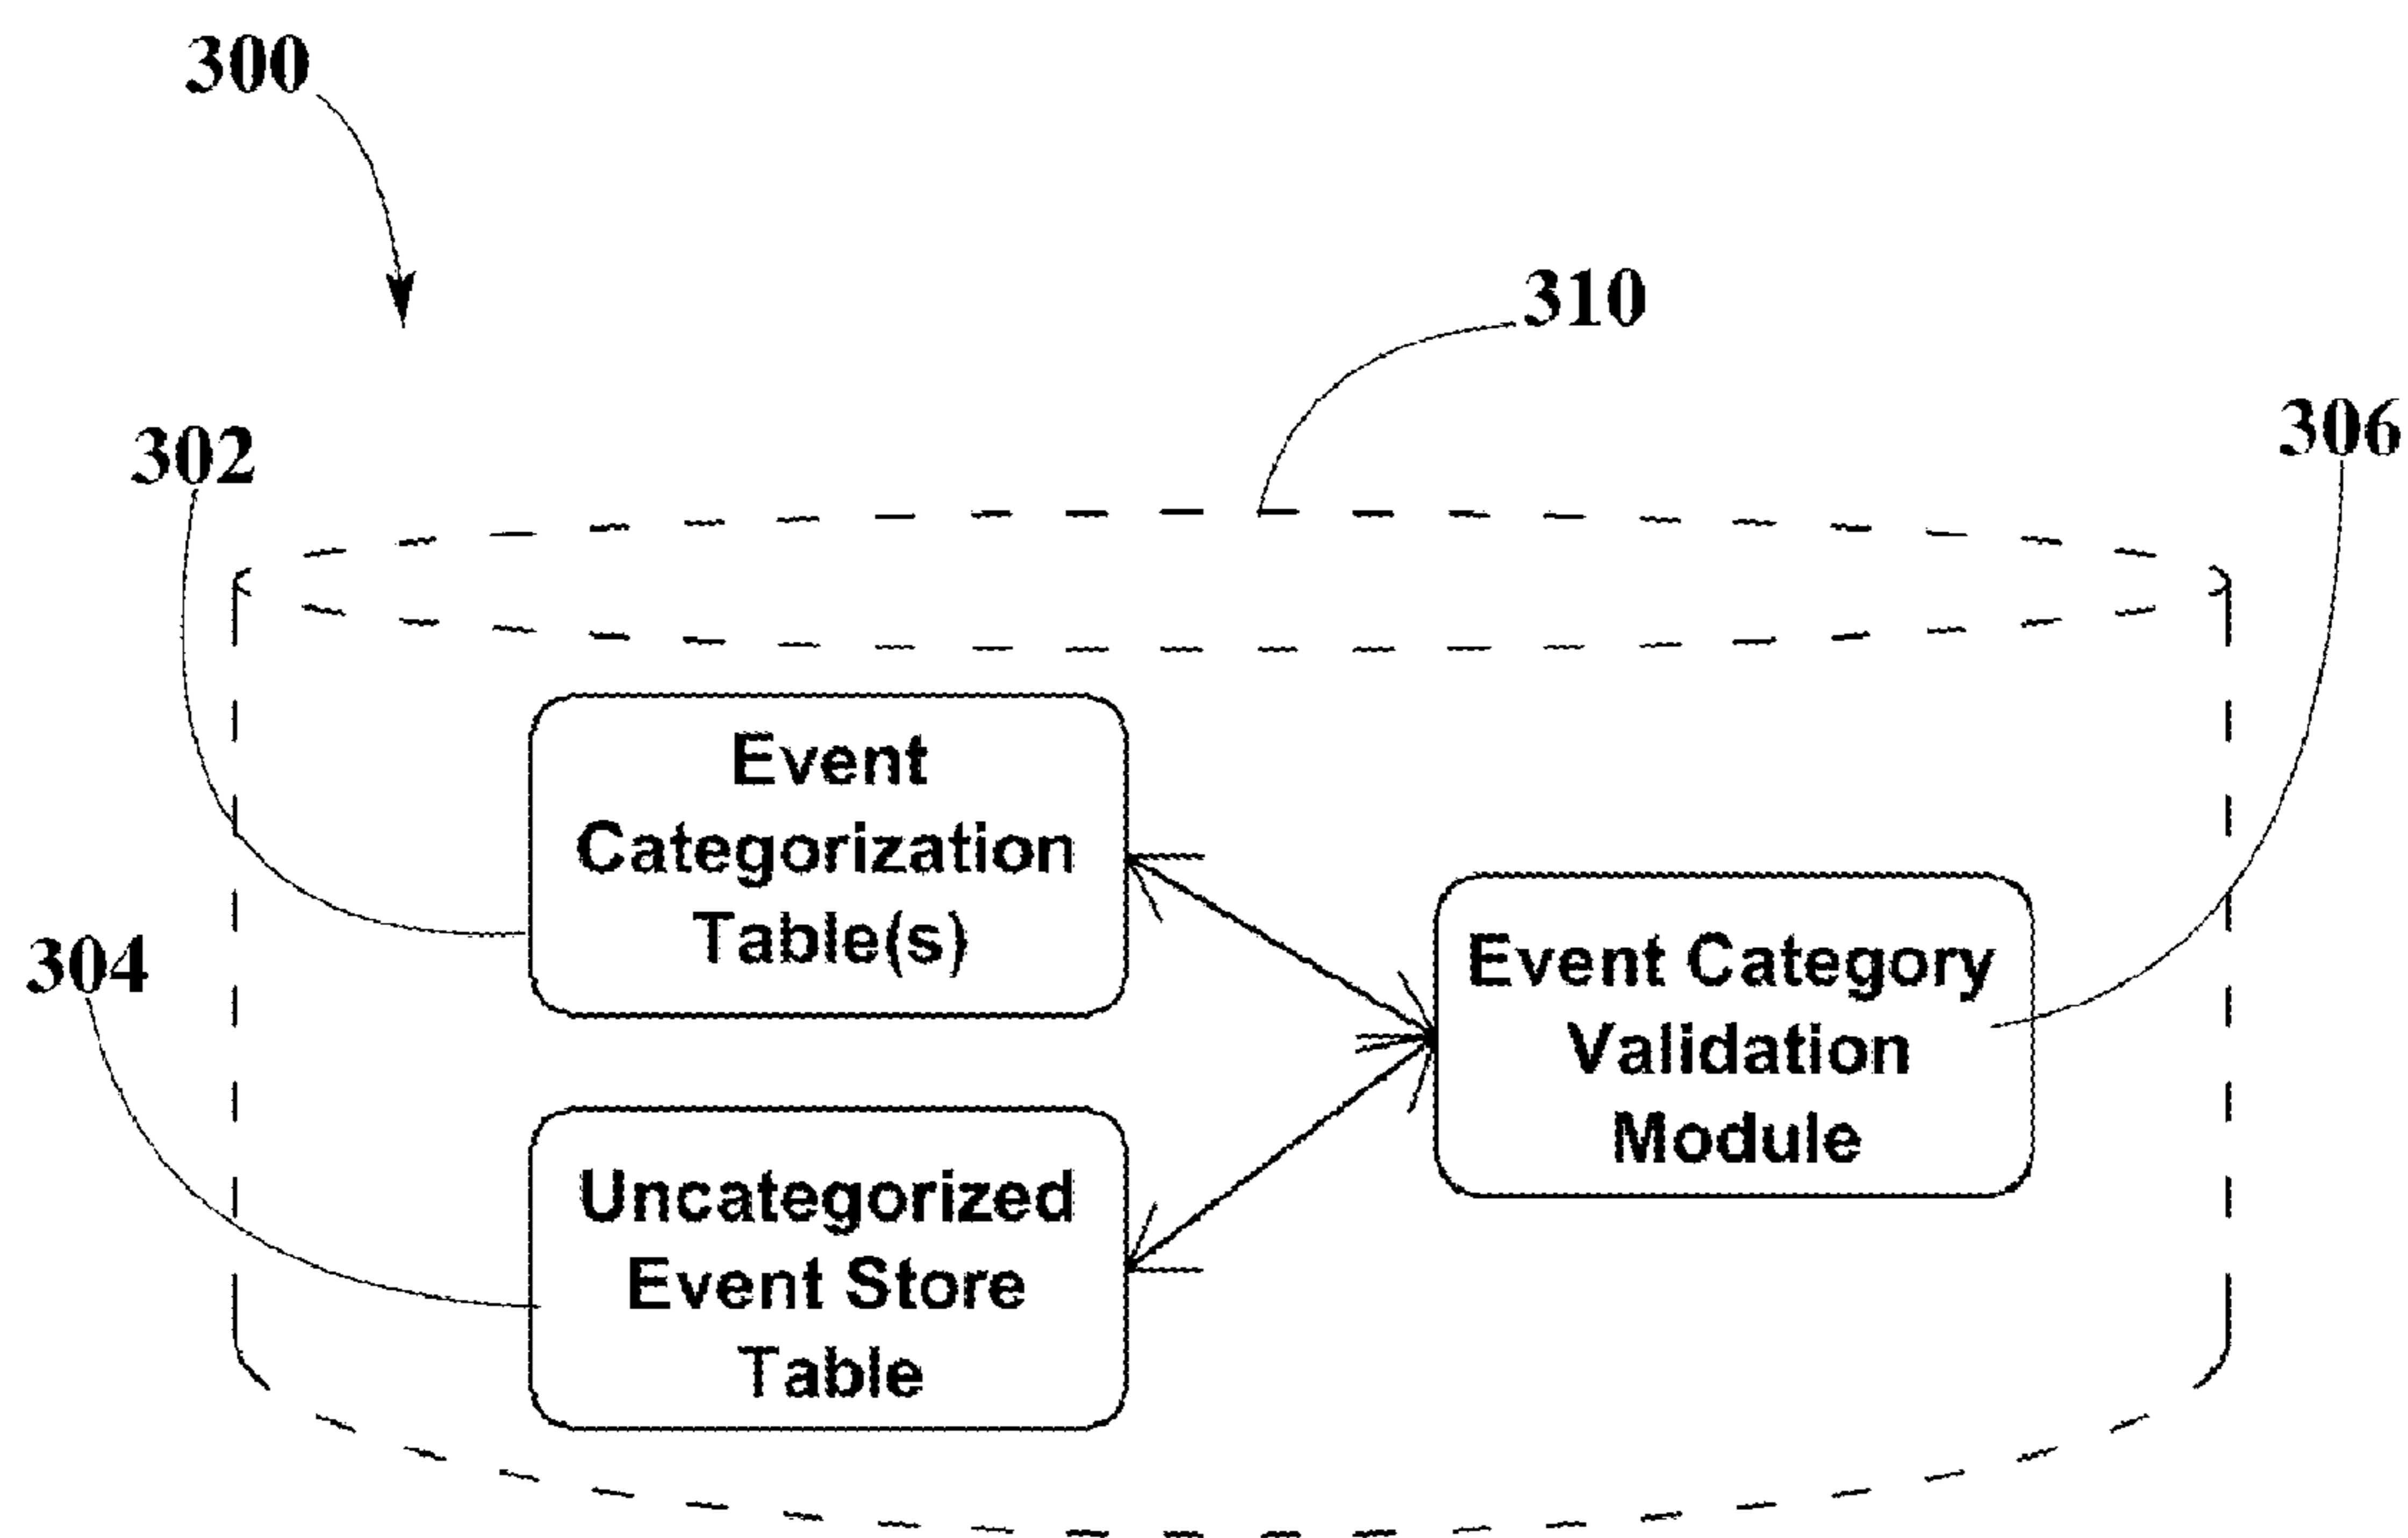 300
310
306
302
Event
Categorization
Table(s)
304
Event Category
Validation
Module
Uncategorized
Event Store
Table